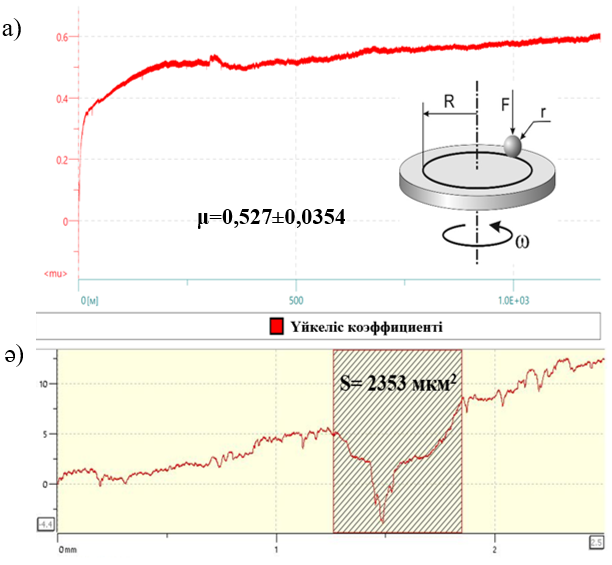 а)
0.6
0.4
0.2
0
<mu>
R
F
r
ω
μ=0,527±0,0354
0[м]
500
1.0E+03
Үйкеліс коэффициенті
ә)
10
5
0
-4.4
S= 2353 мкм²
0mm
1
2
2.5